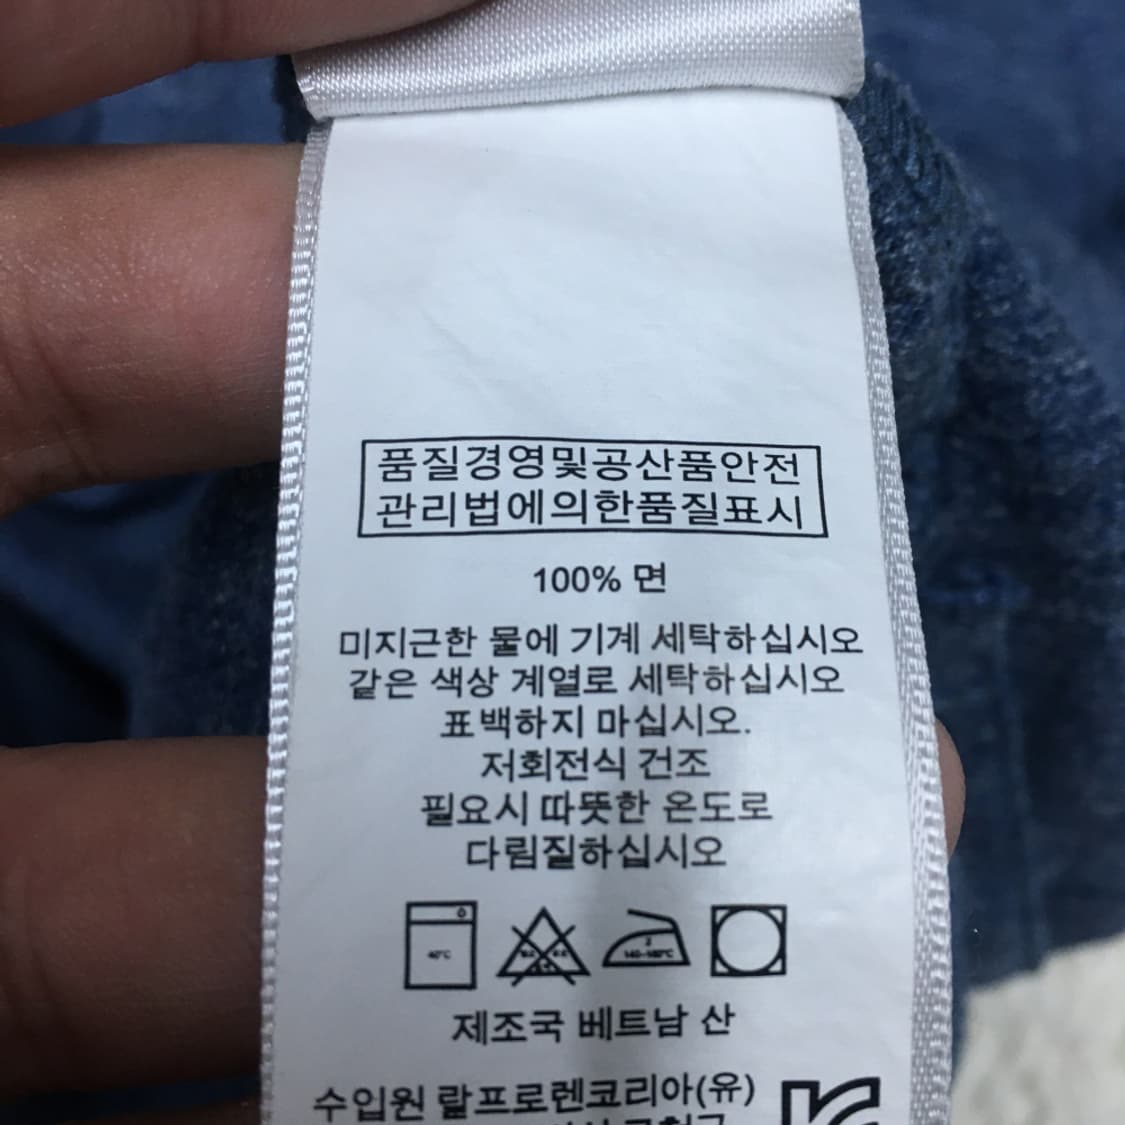 품질경영및공산품안전
관리법에의한품질표시
100% 면
미지근한 물에 기계 세탁하십시오
같은 색상 계열로 세탁하십시오
표백하지 마십시오.
저회전식 건조
필요시 따뜻한 온도로
다림질하십시오
40°C
2
140-160°C
제조국 베트남 산
수입원 랄프로렌코리아(유)